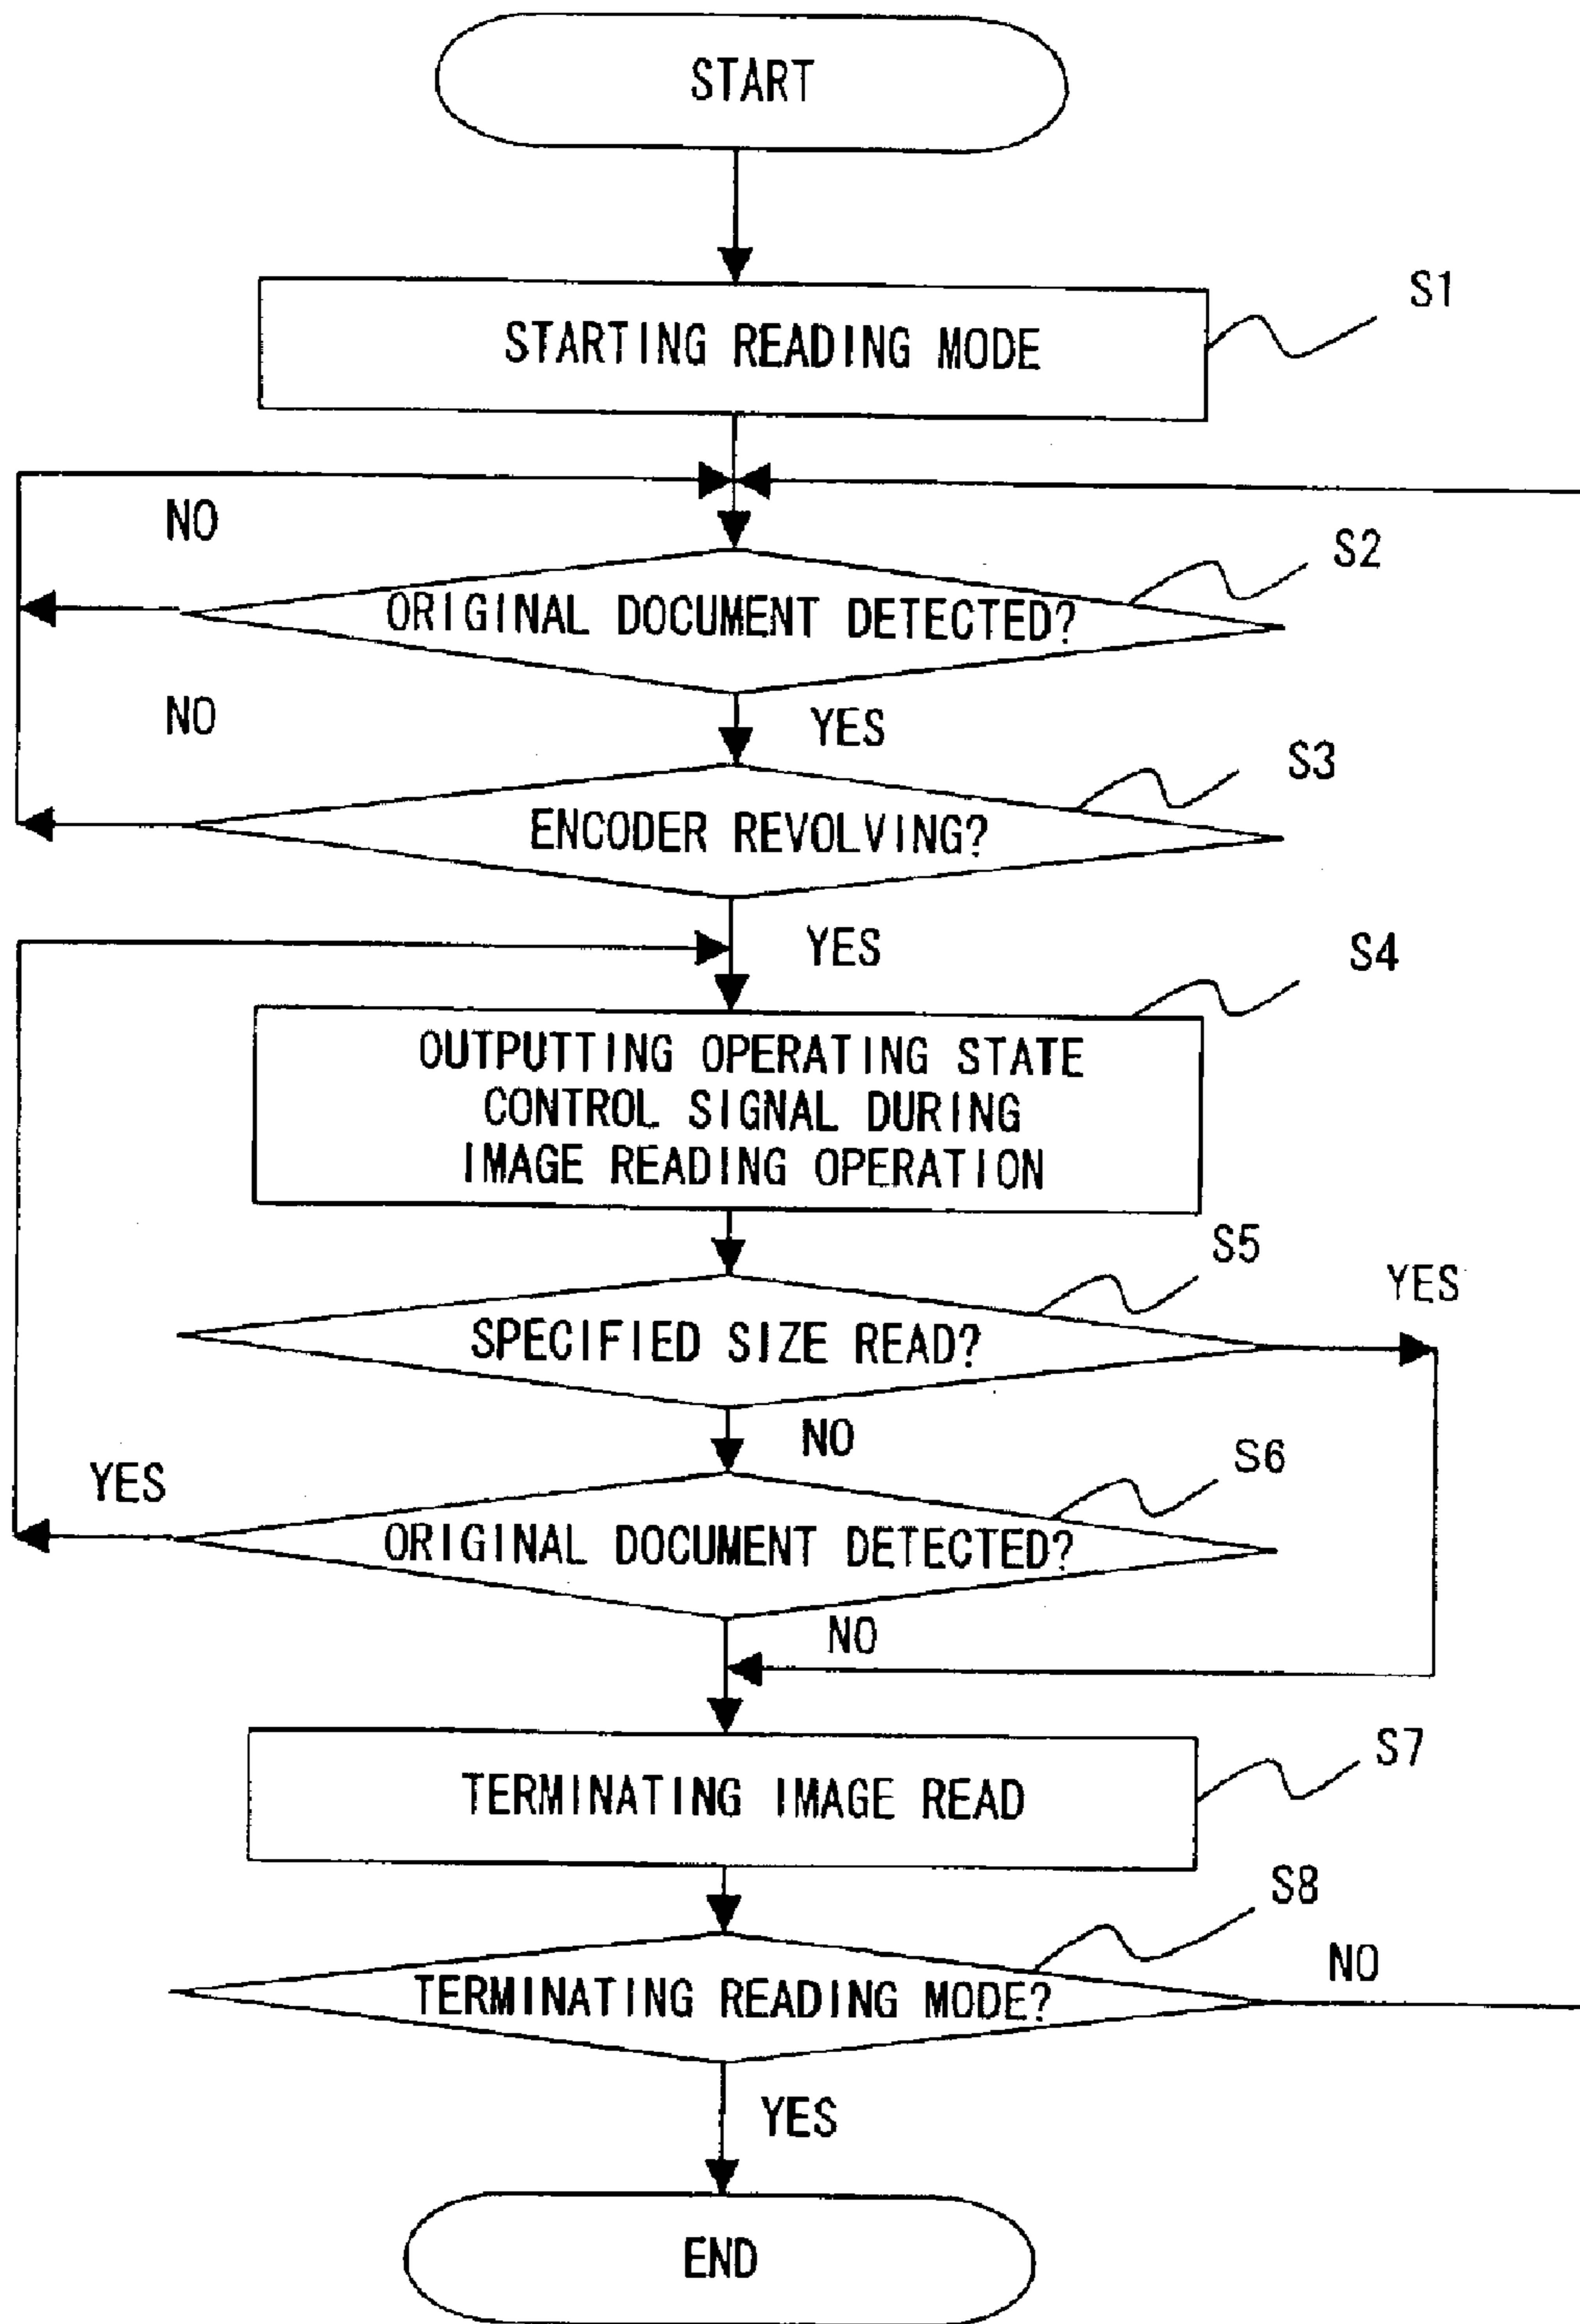 START
S1
STARTING READING MODE
NO
S2
ORIGINAL DOCUMENT DETECTED?
NO
YES
S3
ENCODER REVOLVING?
YES
S4
OUTPUTTING OPERATING STATE
CONTROL SIGNAL DURING
IMAGE READING OPERATION
S5
YES
SPECIFIED SIZE READ?
NO
S6
YES
ORIGINAL DOCUMENT DETECTED?
NO
S7
TERMINATING IMAGE READ
S8
NO
TERMINATING READING MODE?
YES
END